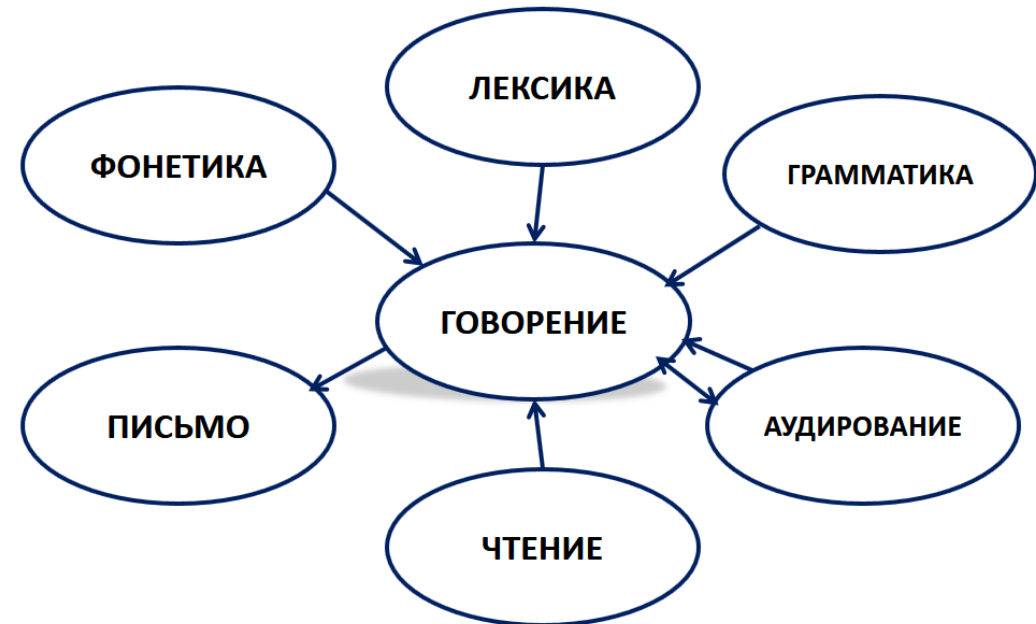 ЛЕКСИКА
ФОНЕТИКА
ГРАММАТИКА
ГОВОРЕНИЕ
ПИСЬМО
АУДИРОВАНИЕ
ЧТЕНИЕ